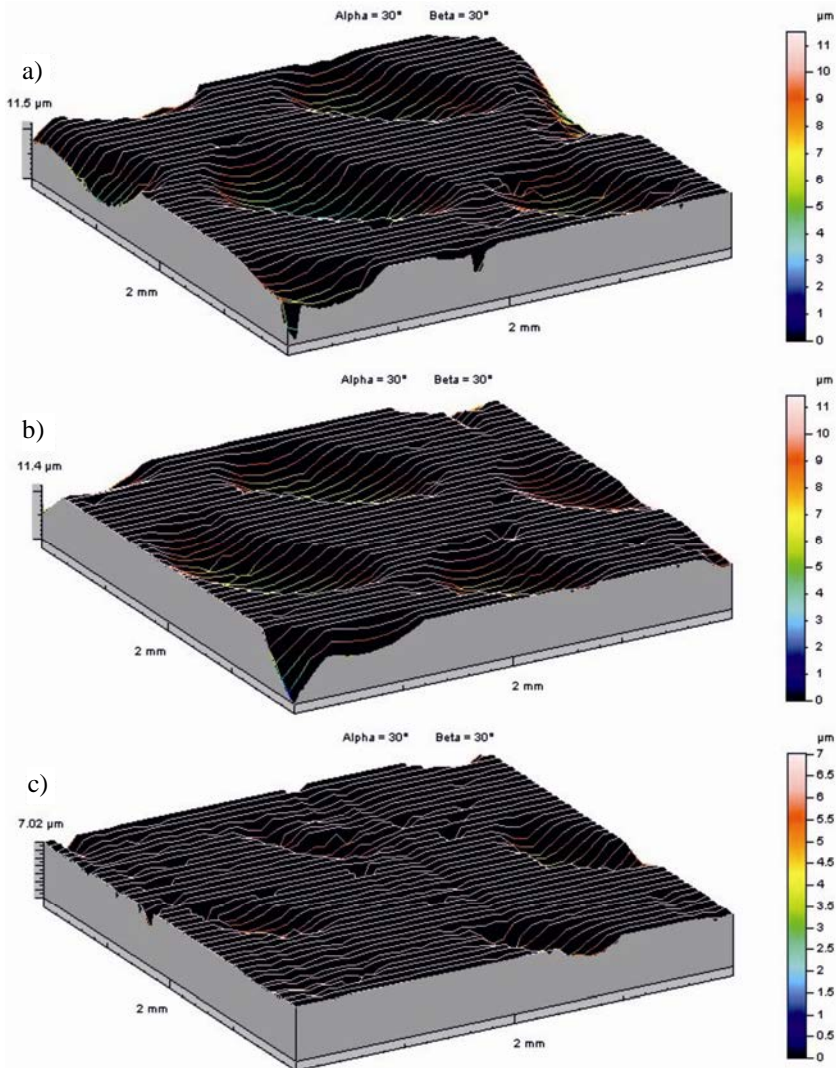 Alpha = 30° Beta = 30°
µm
a)
11.5 µm
11
10
9
8
7
6
5
4
3
2
1
0
2 mm
2 mm
Alpha = 30° Beta = 30°
µm
b)
11.4 µm
11
10
9
8
7
6
5
4
3
2
1
0
2 mm
2 mm
Alpha = 30° Beta = 30°
µm
c)
7.02 µm
7
6.5
6
5.5
5
4.5
4
3.5
3
2.5
2
1.5
1
0.5
0
2 mm
2 mm